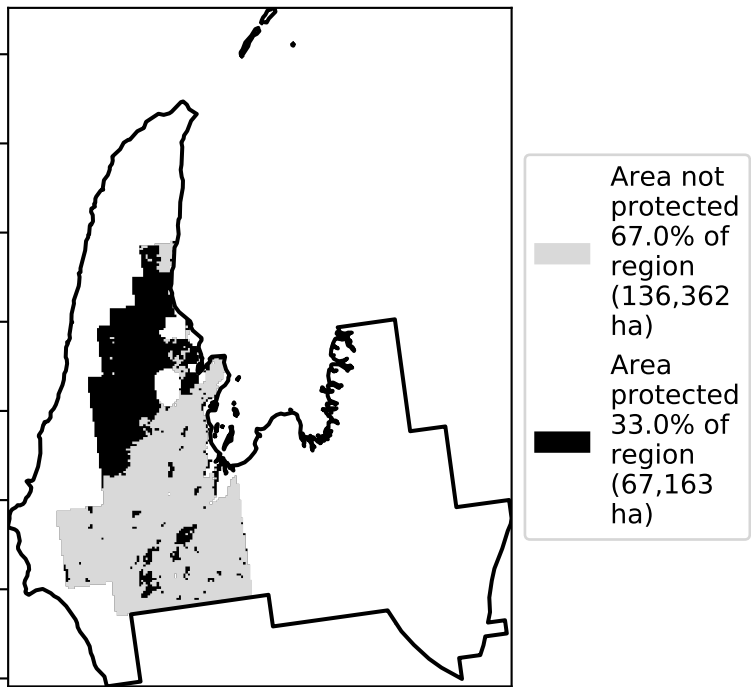 Area not
protected
67.0% of
region
(136,362
ha)
Area
protected
33.0% of
region
(67,163
ha)